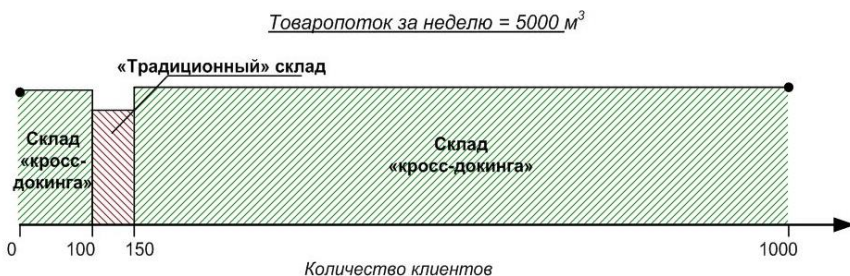 Товаропоток за неделю = 5000 м³
«Традиционный» склад
Склад
«кросс-
докинга»
Склад
«кросс-докинга»
0 100 150 1000
Количество клиентов